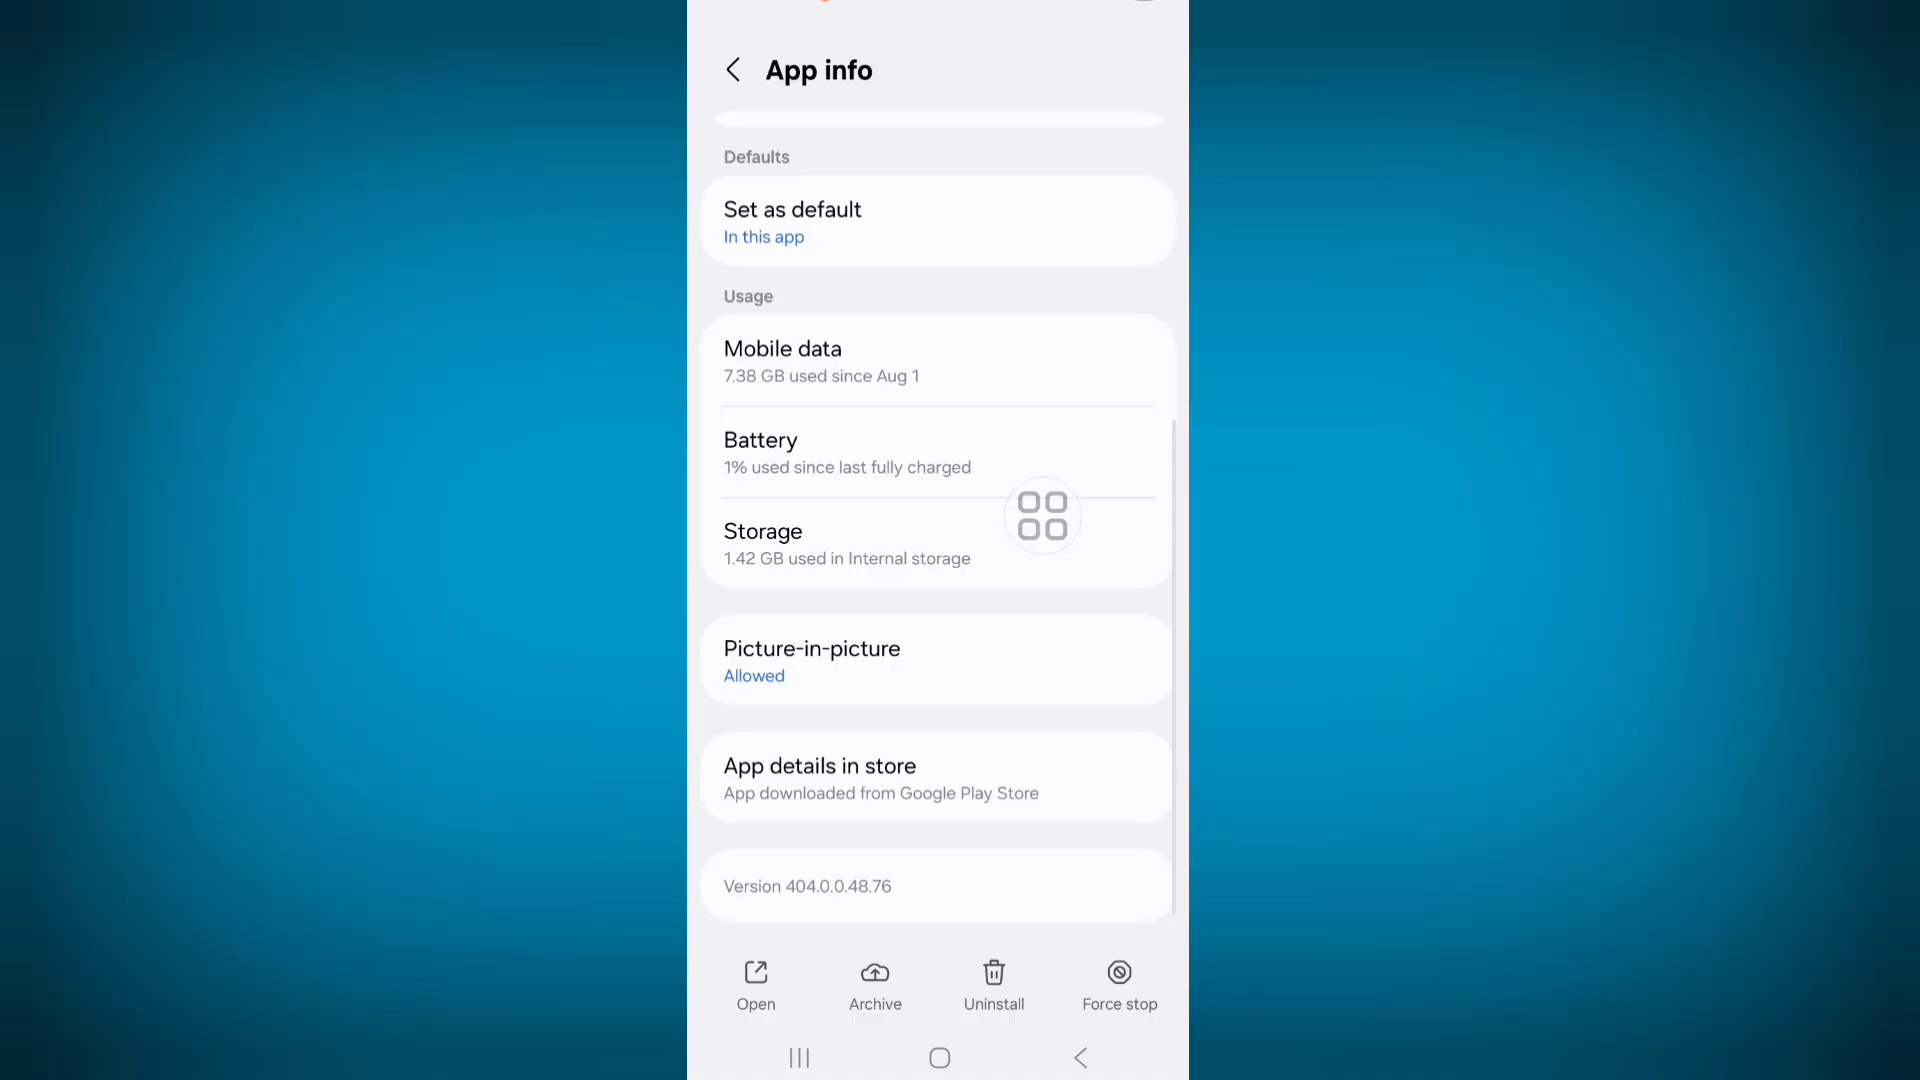 App info
Defaults
Set as default
In this app
Usage
Mobile data
7.38 GB used since Aug 1
Battery
1% used since last fully charged
Storage
1.42 GB used in Internal storage
Picture-in-picture
Allowed
App details in store
App downloaded from Google Play Store
Version 404.0.0.48.76
Open Archive Uninstall Force stop